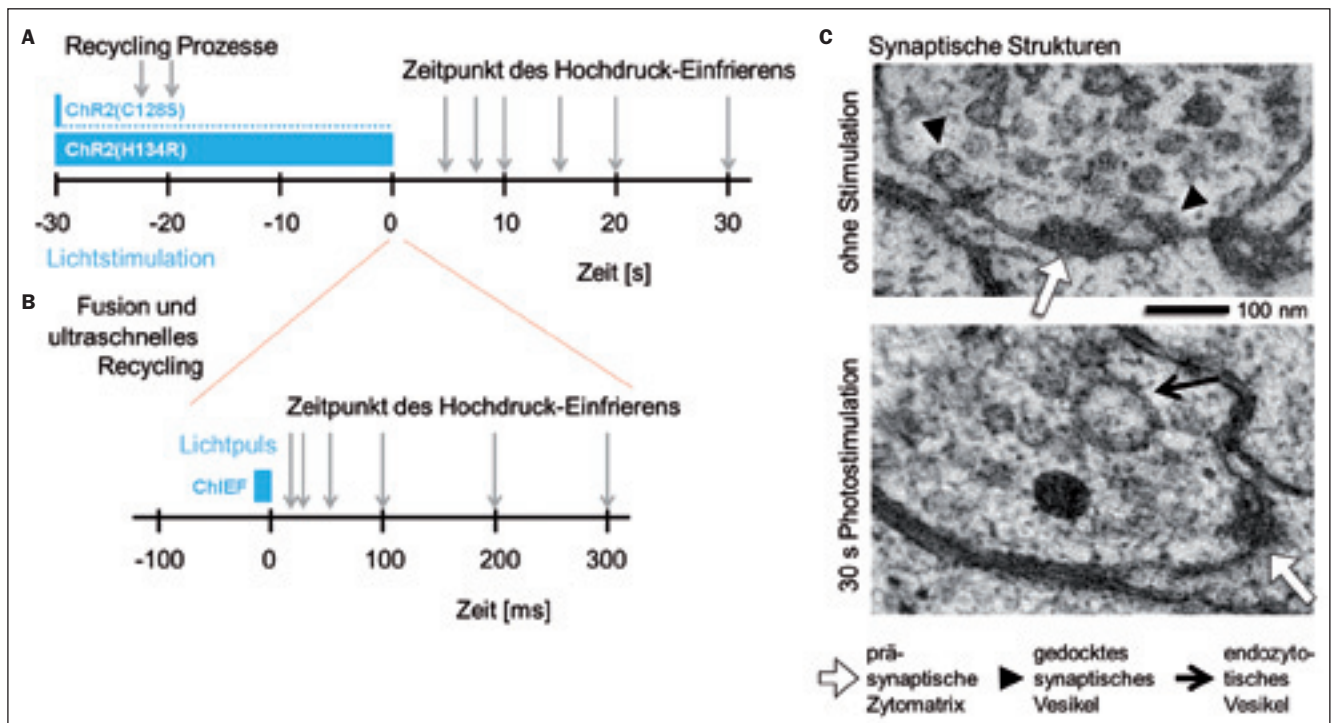 A
Recycling Prozesse
Zeitpunkt des Hochdruck-Einfrierens
ChR2(C128S)
ChR2(H134R)
-30 -20 -10 0 10 20 30
Lichtstimulation
Zeit [s]
B
Fusion und
ultraschnelles
Recycling
Zeitpunkt des Hochdruck-Einfrierens
Lichtpuls
ChIEF
-100 0 100 200 300
Zeit [ms]
C
Synaptische Strukturen
ohne Stimulation
100 nm
30 s Photostimulation
prä-
synaptische
Zytomatrix
gedocktes
synaptisches
Vesikel
endozyto-
tisches
Vesikel